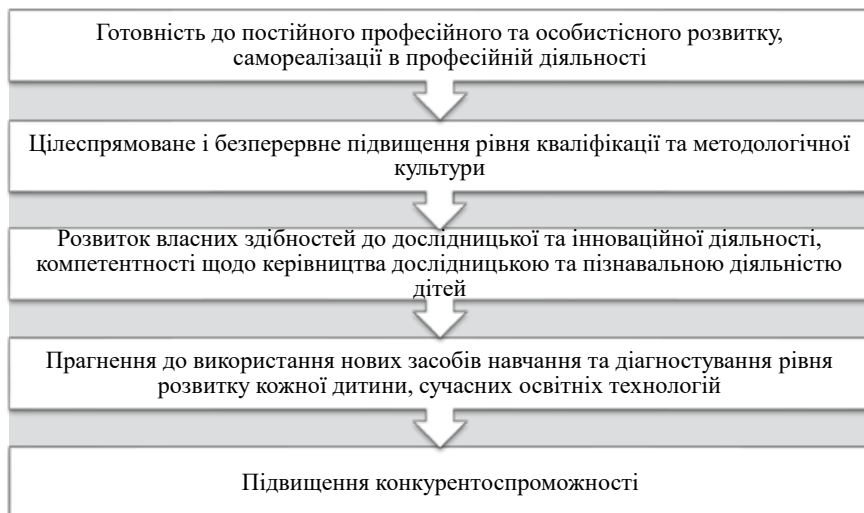 Готовність до постійного професійного та особистісного розвитку,
самореалізації в професійній діяльності
Цілеспрямоване і безперервне підвищення рівня кваліфікації та методологічної
культури
Розвиток власних здібностей до дослідницької та інноваційної діяльності,
компетентності щодо керівництва дослідницькою та пізнавальною діяльністю
дітей
Прагнення до використання нових засобів навчання та діагностування рівня
розвитку кожної дитини, сучасних освітніх технологій
Підвищення конкурентоспроможності